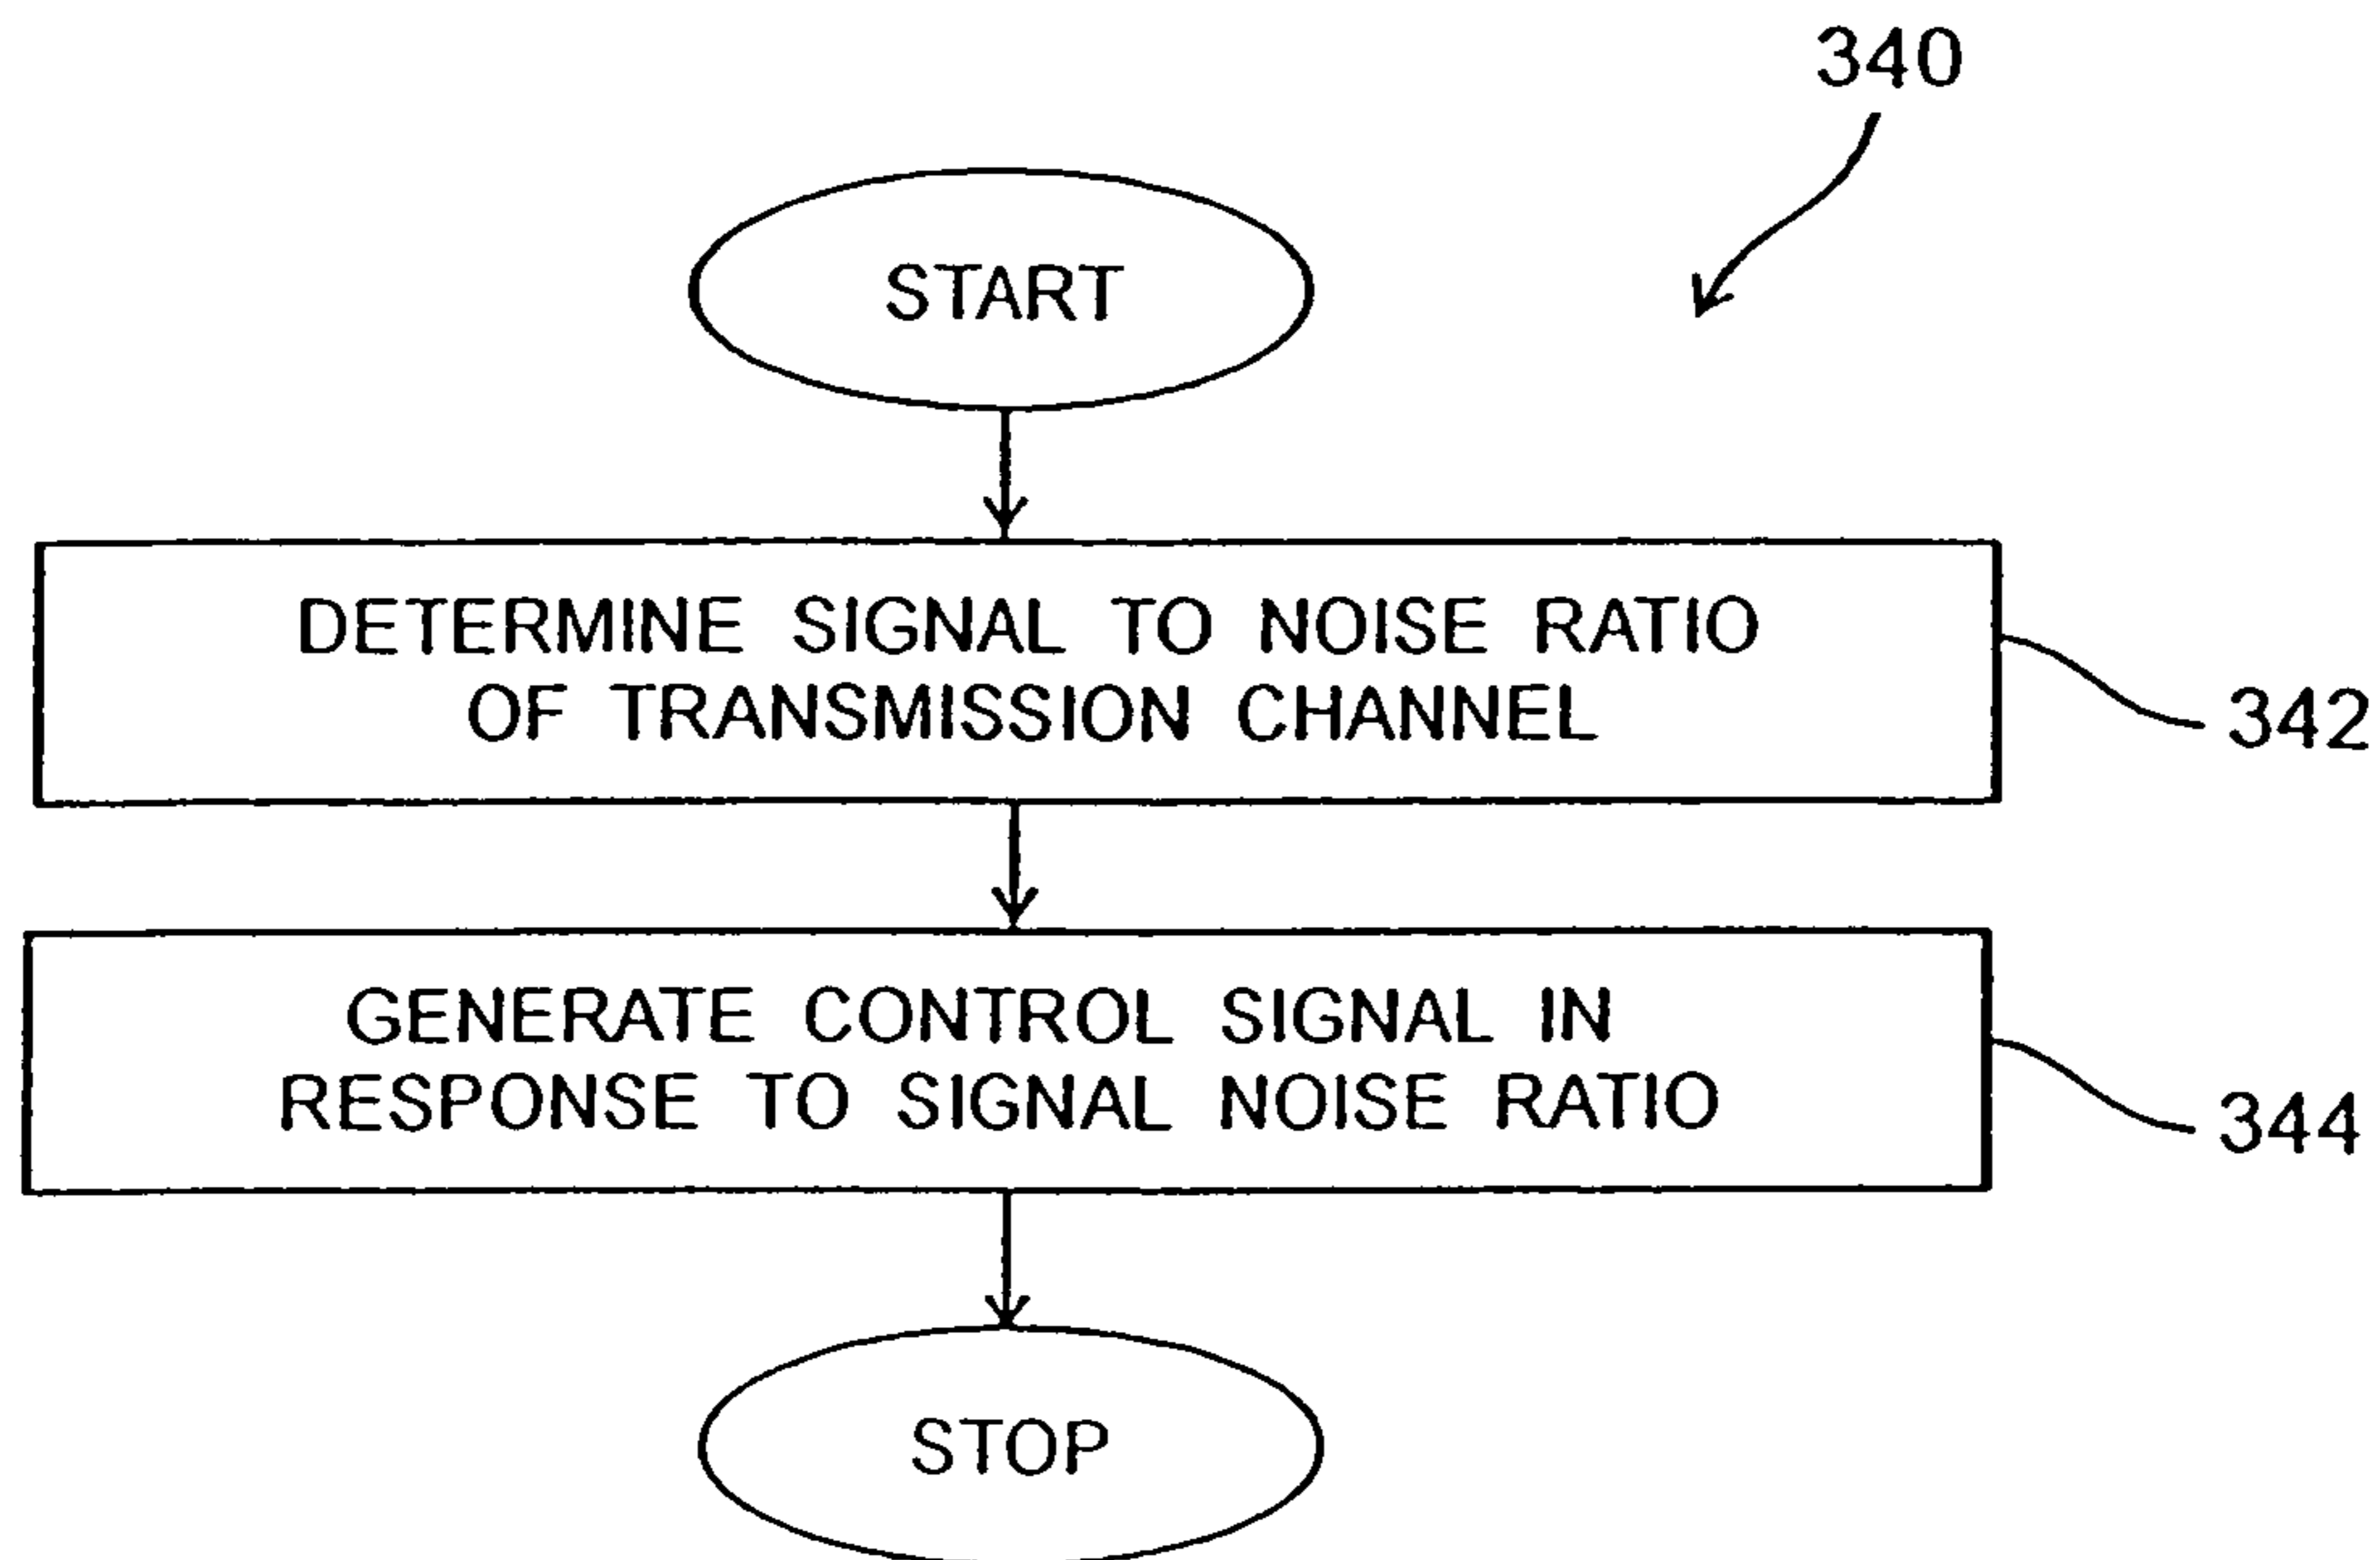 340
START
DETERMINE SIGNAL TO NOISE RATIO
OF TRANSMISSION CHANNEL
342
GENERATE CONTROL SIGNAL IN
RESPONSE TO SIGNAL NOISE RATIO
344
STOP